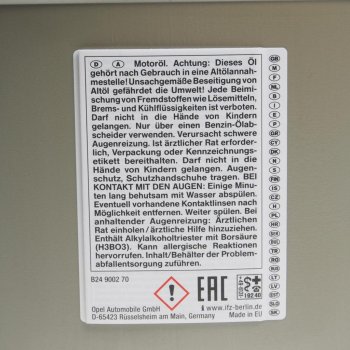 D A Motoröl. Achtung: Dieses Öl
gehört nach Gebrauch in eine Altölannah-
mestelle! Unsachgemäße Beseitigung von
Altöl gefährdet die Umwelt! Jede Beimi-
schung von Fremdstoffen wie Lösemitteln,
Brems- und Kühlflüssigkeiten ist verboten.
Darf nicht in die Hände von Kindern
gelangen. Nur über einen Benzin-Ölab-
scheider verwenden. Verursacht schwere
Augenreizung. Ist ärztlicher Rat erforder-
lich, Verpackung oder Kennzeichnungs-
etikett bereithalten. Darf nicht in die
Hände von Kindern gelangen. Augen-
schutz, Schutzhandschuhe tragen. BEI
KONTAKT MIT DEN AUGEN: Einige Minu-
ten lang behutsam mit Wasser abspülen.
Eventuell vorhandene Kontaktlinsen nach
Möglichkeit entfernen. Weiter spülen.
Bei anhaltender Augenreizung: Ärztlichen
Rat einholen / ärztliche Hilfe hinzuziehen.
Enthält Alkylalkoholtriester mit Borsäure
(H3BO3). Kann allergische Reaktionen
hervorrufen. Inhalt/Behälter der Problem-
abfallentsorgung zuführen.
B24 9002 70
EAC
19240
Opel Automobile GmbH
D-65423 Rüsselsheim am Main, Germany
www.ifz-berlin.de
Made in EU
GB